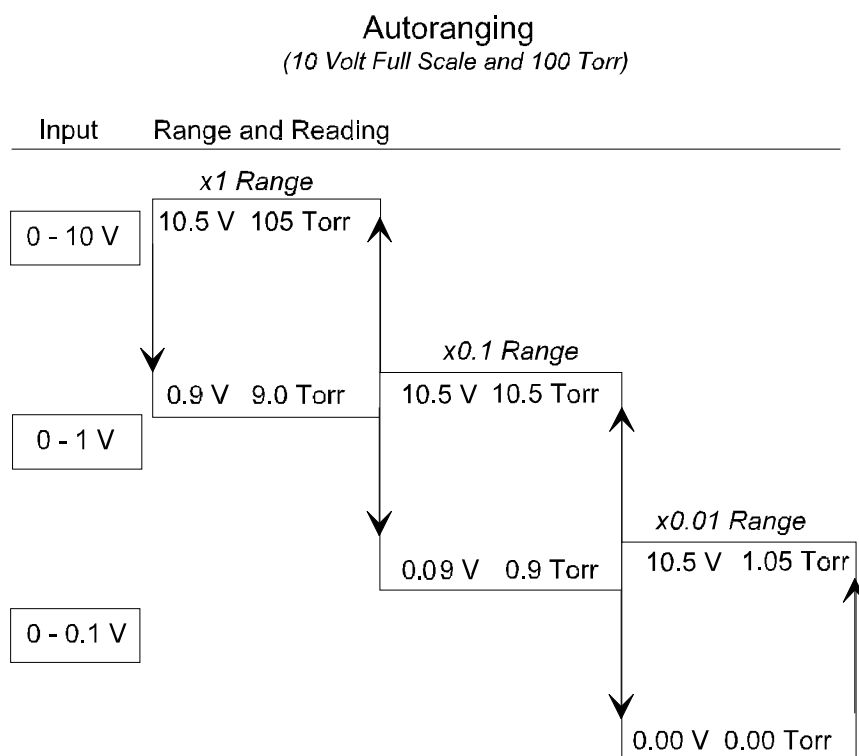 Autoranging
(10 Volt Full Scale and 100 Torr)
Input Range and Reading
x1 Range
0 - 10 V
10.5 V 105 Torr
x0.1 Range
0.9 V 9.0 Torr
10.5 V 10.5 Torr
0 - 1 V
x0.01 Range
0.09 V 0.9 Torr
10.5 V 1.05 Torr
0 - 0.1 V
0.00 V 0.00 Torr